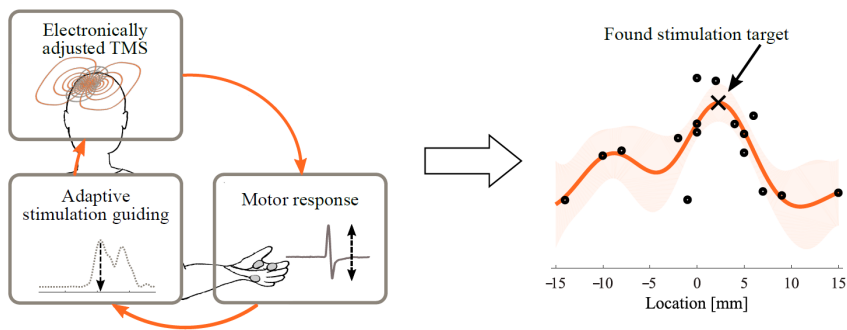 Electronically
adjusted TMS
Adaptive
stimulation guiding
Motor response
Found stimulation target
−15 −10 −5 0 5 10 15
Location [mm]